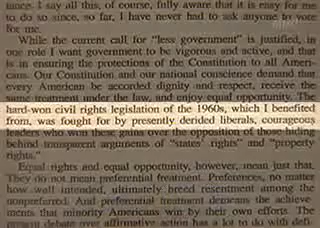 tance. I say all this, of course, fully aware that it is easy for me
to do so since, so far, I have never had to ask anyone to vote
for me.
While the current call for "less government" is justified, in
one role I want government to be vigorous and active, and that
is in ensuring the protections of the Constitution to all Ameri-
cans. Our Constitution and our national conscience demand that
every American be accorded dignity and respect, receive the
same treatment under the law, and enjoy equal opportunity. The
hard-won civil rights legislation of the 1960s, which I benefited
from, was fought for by presently derided liberals, courageous
leaders who won these gains over the opposition of those hiding
behind transparent arguments of "states' rights" and "property
rights."
Equal rights and equal opportunity, however, mean just that.
They do not mean preferential treatment. Preferences, no matter
how well intended, ultimately breed resentment among the
nonpreferred. And preferential treatment demeans the achieve-
ments that minority Americans win by their own efforts. The
present debate over affirmative action has a lot to do with defi-